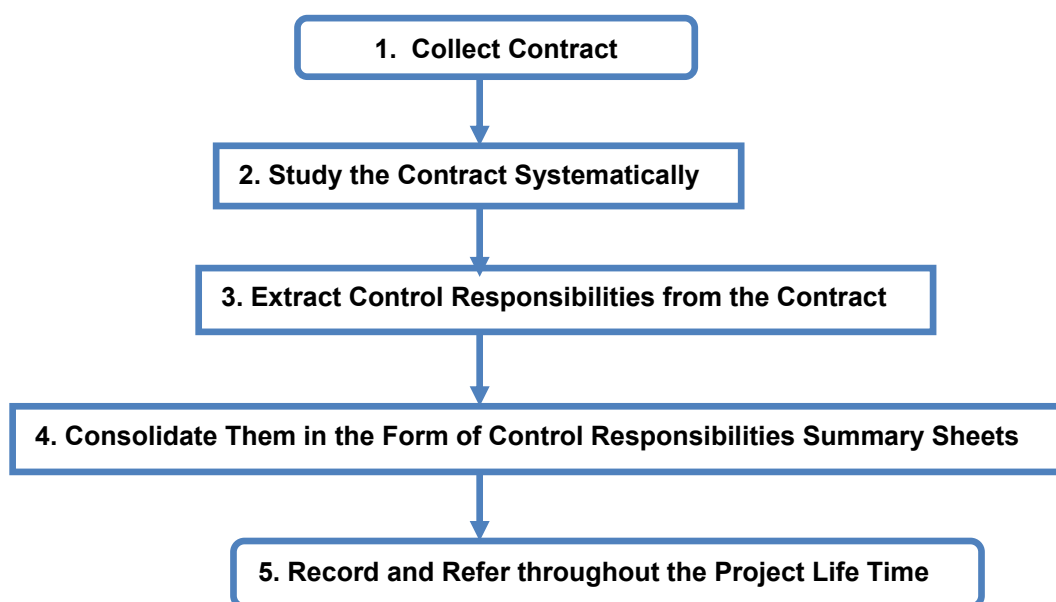 1. Collect Contract
2. Study the Contract Systematically
3. Extract Control Responsibilities from the Contract
4. Consolidate Them in the Form of Control Responsibilities Summary Sheets
5. Record and Refer throughout the Project Life Time